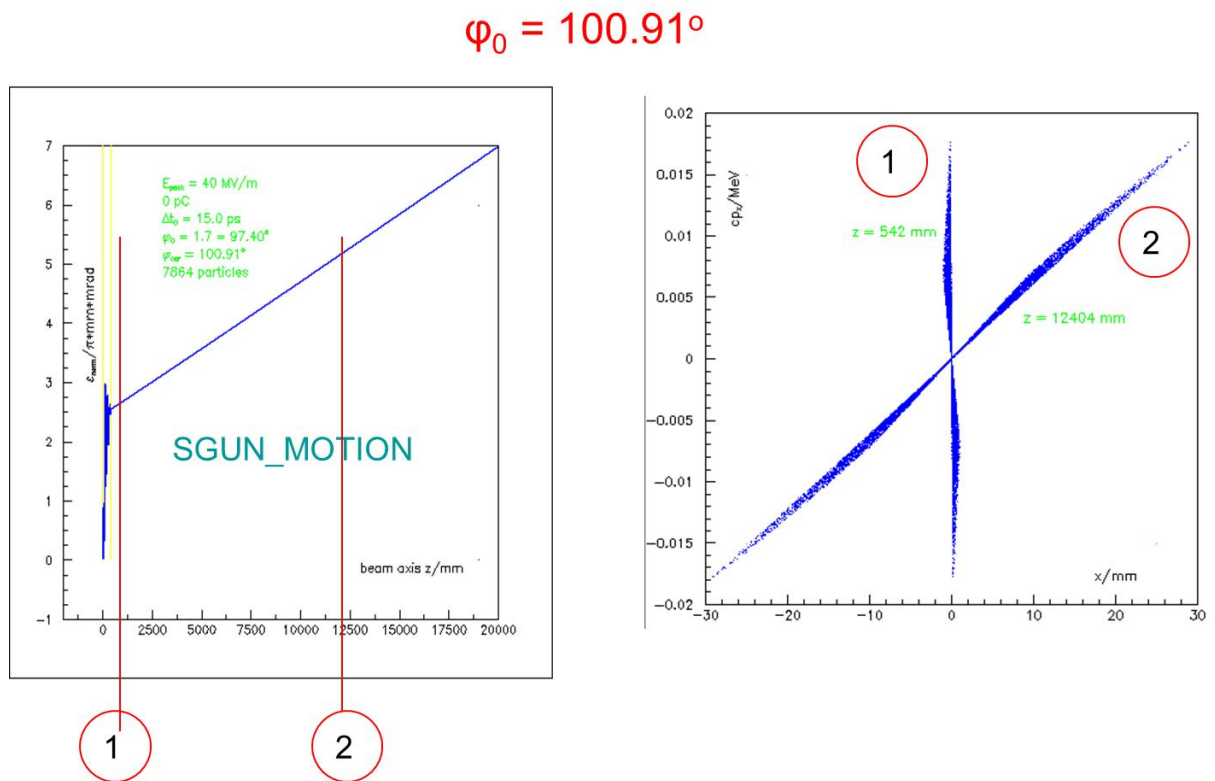 φ₀ = 100.91º
7
6
5
4
3
2
1
0
-1
ε_norm/π*mm*mrad
E_peak = 40 MV/m
0 pC
Δt₀ = 15.0 ps
φ₀ = 1.7 = 97.40°
φ_cor = 100.91°
7864 particles
SGUN_MOTION
beam axis z/mm
0 2500 5000 7500 10000 12500 15000 17500 20000
1
2
0.02
0.015
0.01
0.005
0
-0.005
-0.01
-0.015
-0.02
cpₓ/MeV
1
z = 542 mm
2
z = 12404 mm
x/mm
-30 -20 -10 0 10 20 30